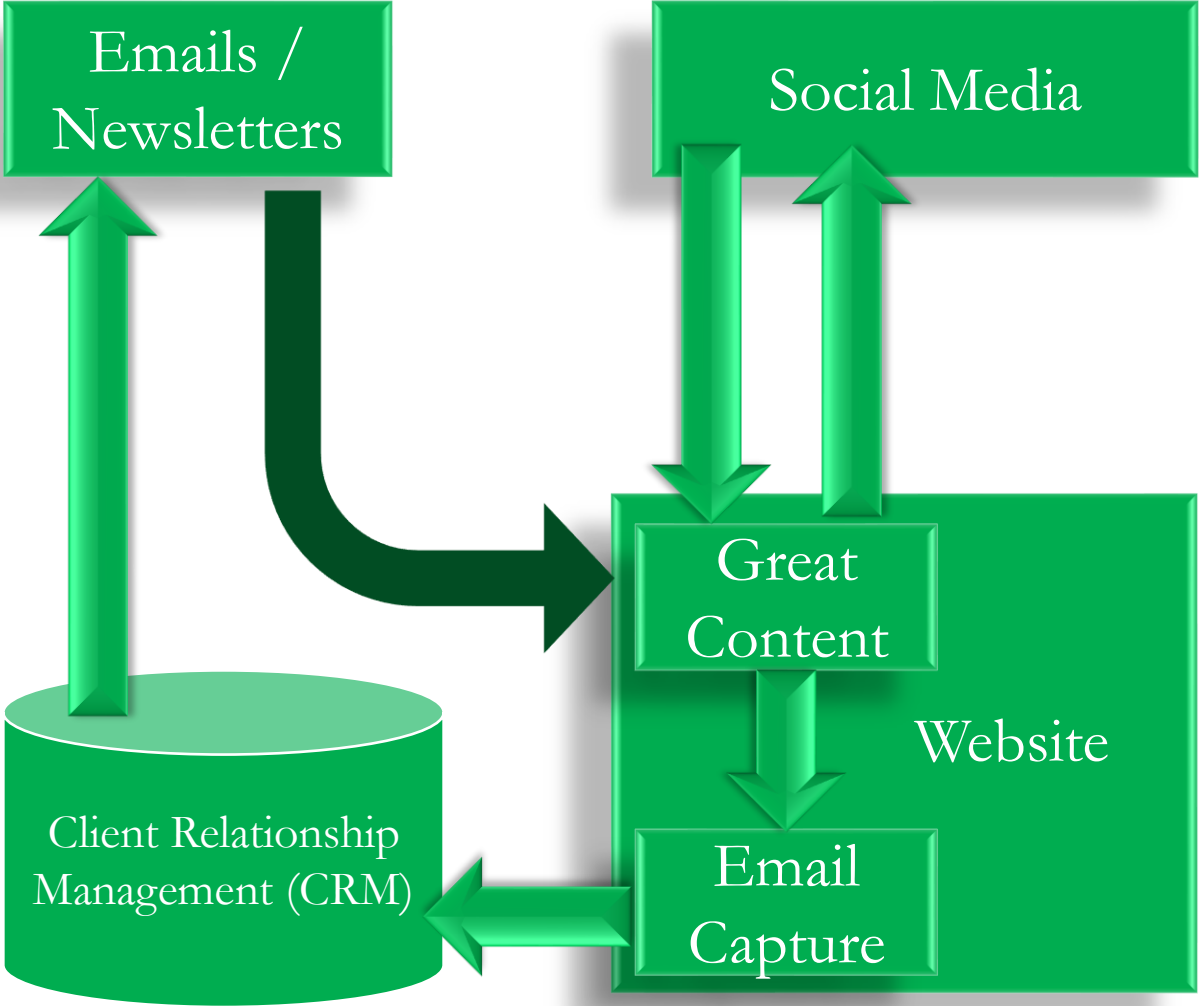 Emails /
Newsletters
Social Media
Great
Content
Website
Email
Capture
Client Relationship
Management (CRM)